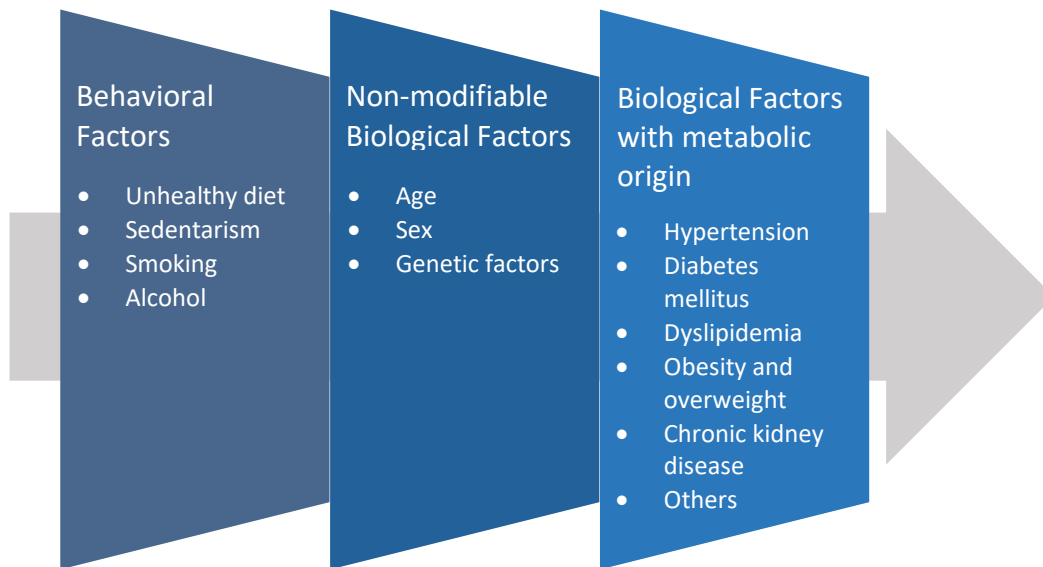 Behavioral
Factors
• Unhealthy diet
• Sedentarism
• Smoking
• Alcohol
Non-modifiable
Biological Factors
• Age
• Sex
• Genetic factors
Biological Factors
with metabolic
origin
• Hypertension
• Diabetes
mellitus
• Dyslipidemia
• Obesity and
overweight
• Chronic kidney
disease
• Others